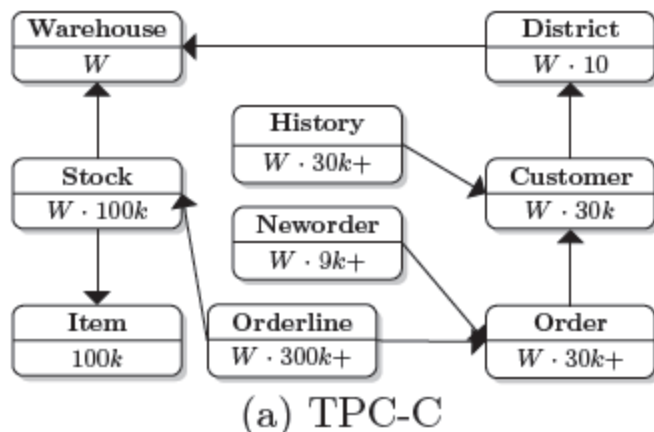 Warehouse
W
District
W · 10
History
W · 30k+
Stock
W · 100k
Customer
W · 30k
Neworder
W · 9k+
Item
100k
Orderline
W · 300k+
Order
W · 30k+
(a) TPC-C